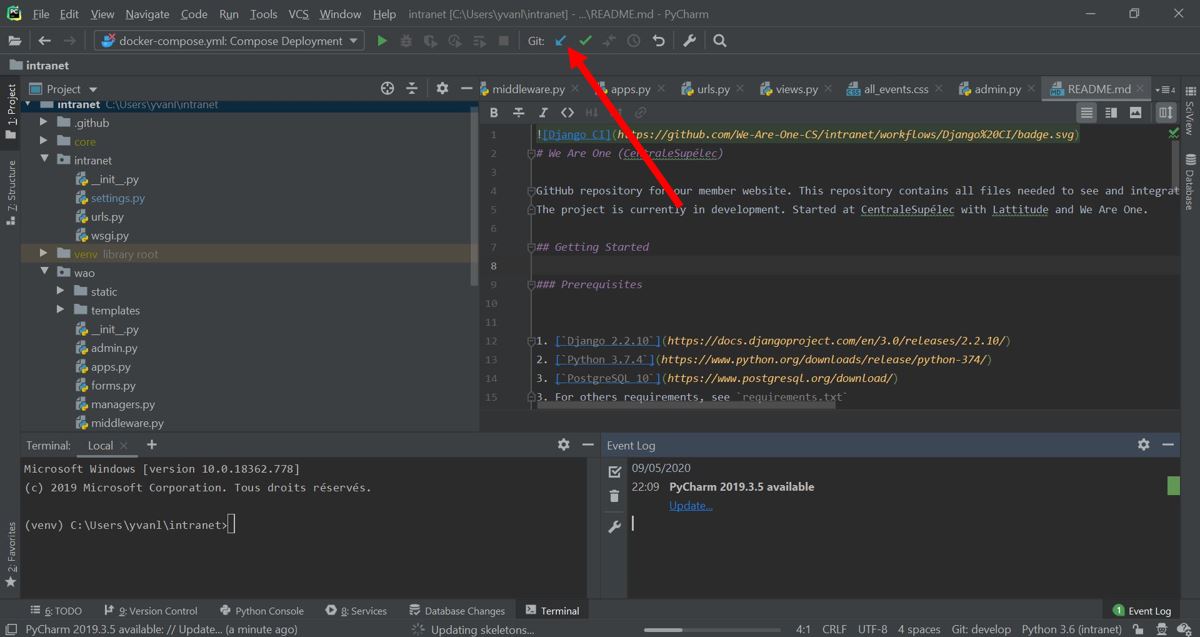 File Edit View Navigate Code Run Tools VCS Window Help intranet [C:\Users\yvanl\intranet] - ...\README.md - PyCharm
docker-compose.yml: Compose Deployment Git:
intranet
Project
middleware.py apps.py urls.py views.py all_events.css admin.py README.md
1: Project
Z: Structure
2: Favorites
intranet C:\Users\yvanl\intranet
.github
core
intranet
__init__.py
settings.py
urls.py
wsgi.py
venv library root
wao
static
templates
__init__.py
admin.py
apps.py
forms.py
managers.py
middleware.py
1 ![Django CI](https://github.com/We-Are-One-CS/intranet/workflows/Django%20CI/badge.svg)
2 # We Are One (CentraleSupélec)
3
4 GitHub repository for our member website. This repository contains all files needed to see and integrat
5 The project is currently in development. Started at CentraleSupélec with Lattitude and We Are One.
6
7 ## Getting Started
8
9 ### Prerequisites
10
11
12 1. [`Django 2.2.10`](https://docs.djangoproject.com/en/3.0/releases/2.2.10/)
13 2. [`Python 3.7.4`](https://www.python.org/downloads/release/python-374/)
14 3. [`PostgreSQL 10`](https://www.postgresql.org/download/)
15 3. For others requirements, see `requirements.txt`
SciView
Database
Terminal: Local
Microsoft Windows [version 10.0.18362.778]
(c) 2019 Microsoft Corporation. Tous droits réservés.
(venv) C:\Users\yvanl\intranet>
Event Log
09/05/2020
22:09 PyCharm 2019.3.5 available
Update...
6: TODO 9: Version Control Python Console 8: Services Database Changes Terminal 1 Event Log
PyCharm 2019.3.5 available: // Update... (a minute ago) Updating skeletons... 4:1 CRLF UTF-8 4 spaces Git: develop Python 3.6 (intranet)